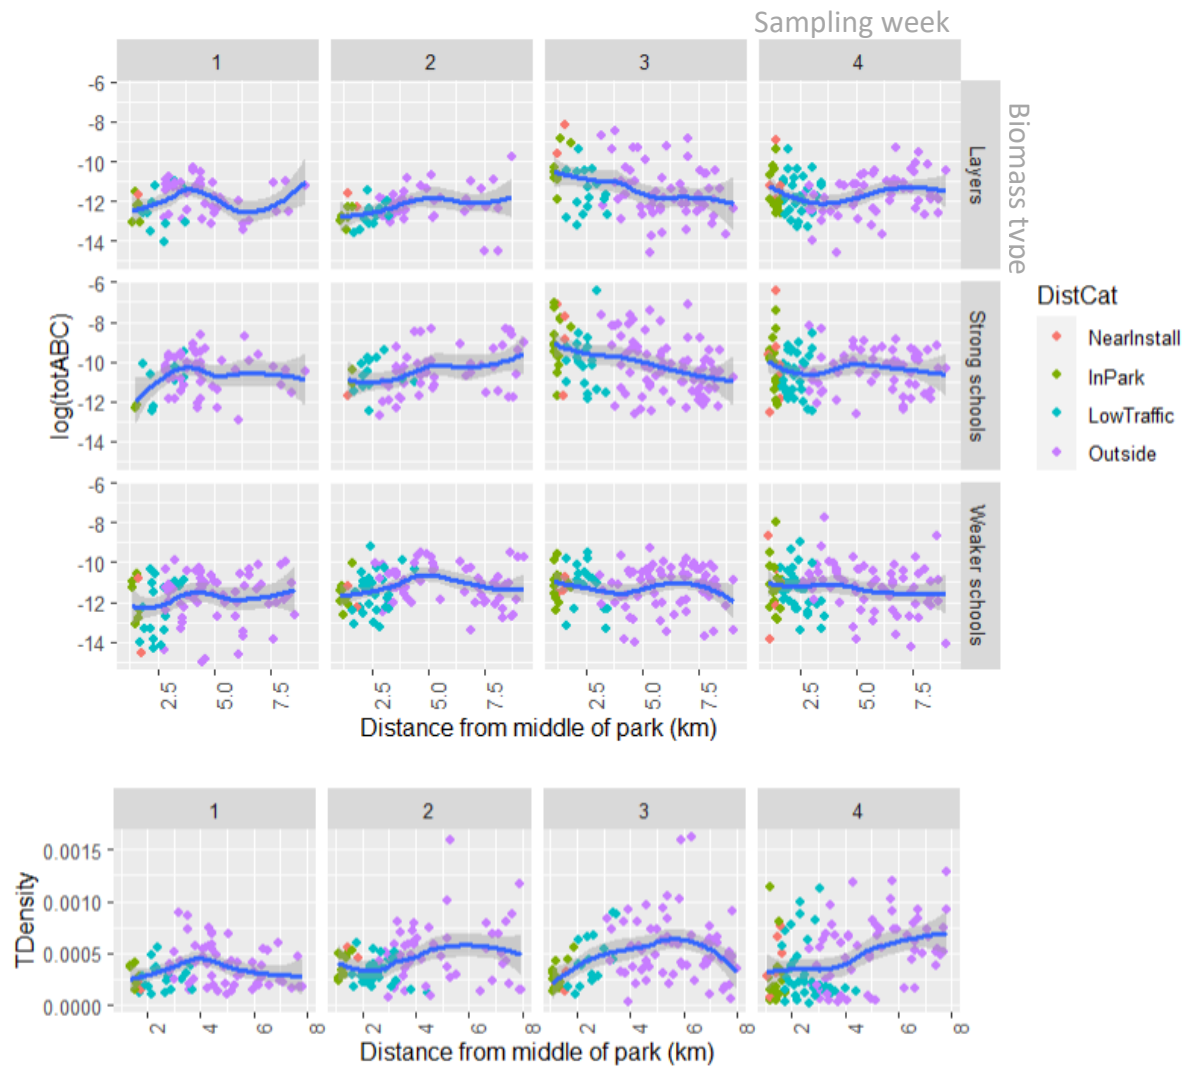 Sampling week
1 2 3 4
Biomass type
-6
-8
-10
-12
-14
Layers
-6
-8
-10
-12
-14
Strong schools
-6
-8
-10
-12
-14
Weaker schools
log(totABC)
2.5 5.0 7.5 2.5 5.0 7.5 2.5 5.0 7.5 2.5 5.0 7.5
Distance from middle of park (km)
DistCat
NearInstall
InPark
LowTraffic
Outside
1 2 3 4
0.0015
0.0010
0.0005
0.0000
TDensity
2 4 6 8 2 4 6 8 2 4 6 8 2 4 6 8
Distance from middle of park (km)